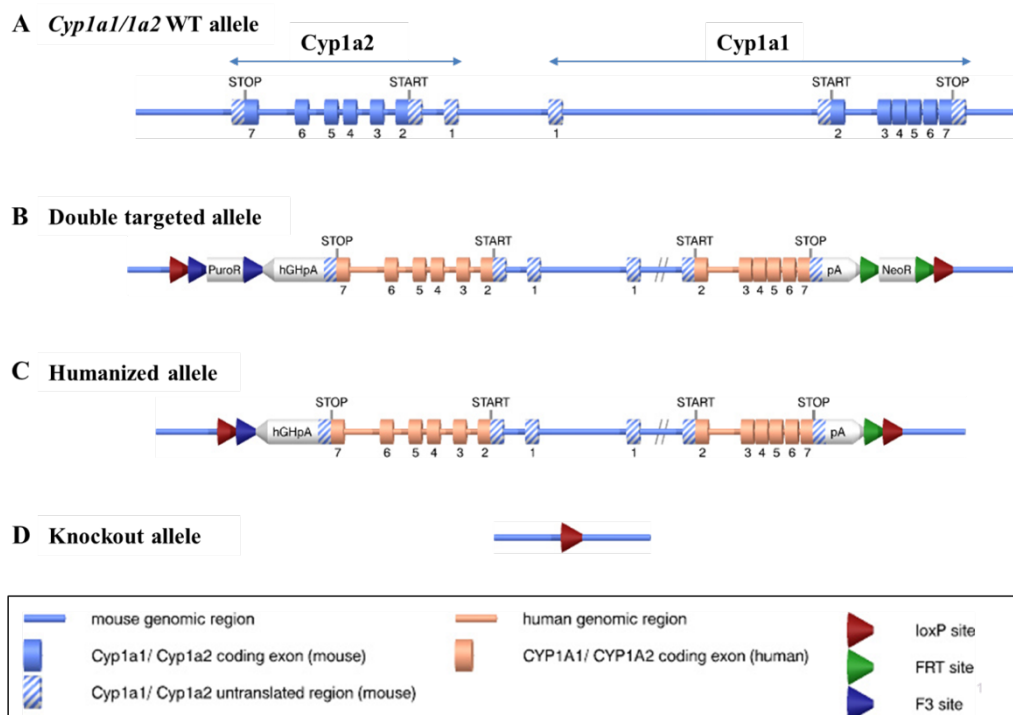 A Cyp1a1/1a2 WT allele
Cyp1a2 Cyp1a1
STOP START START STOP
7 6 5 4 3 2 1 1 2 3 4 5 6 7
B Double targeted allele
STOP START START STOP
PuroR hGHpA pA NeoR
7 6 5 4 3 2 1 1 // 2 3 4 5 6 7
C Humanized allele
STOP START START STOP
hGHpA pA
7 6 5 4 3 2 1 1 // 2 3 4 5 6 7
D Knockout allele
mouse genomic region human genomic region loxP site
Cyp1a1/ Cyp1a2 coding exon (mouse) CYP1A1/ CYP1A2 coding exon (human) FRT site
Cyp1a1/ Cyp1a2 untranslated region (mouse) F3 site
1